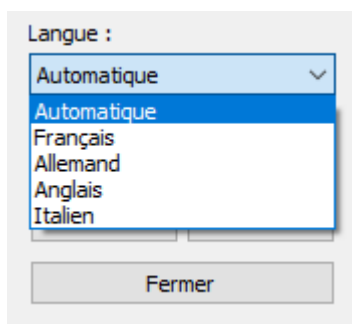 Langue :
Automatique
Automatique
Français
Allemand
Anglais
Italien
Fermer